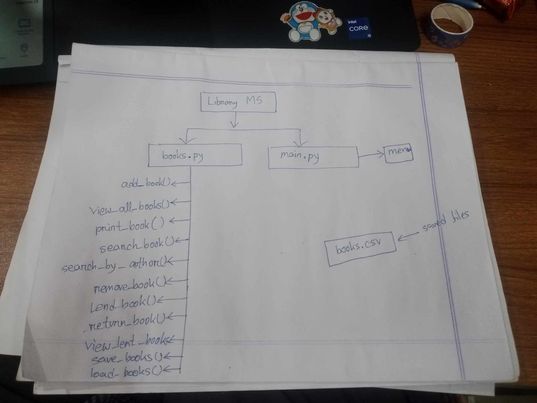 intel
CORE
Library MS
books.py
main.py
menu
add_book()
view_all_books()
print_book()
search_book()
search_by_author()
remove_book()
Lend_book()
return_book()
view_lent_books
save_books()
load_books()
books.csv
saved files